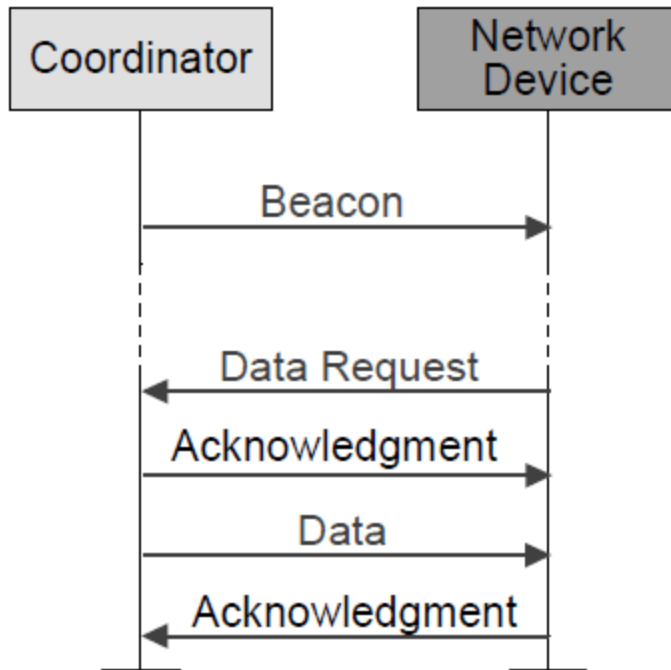 Coordinator
Network
Device
Beacon
Data Request
Acknowledgment
Data
Acknowledgment